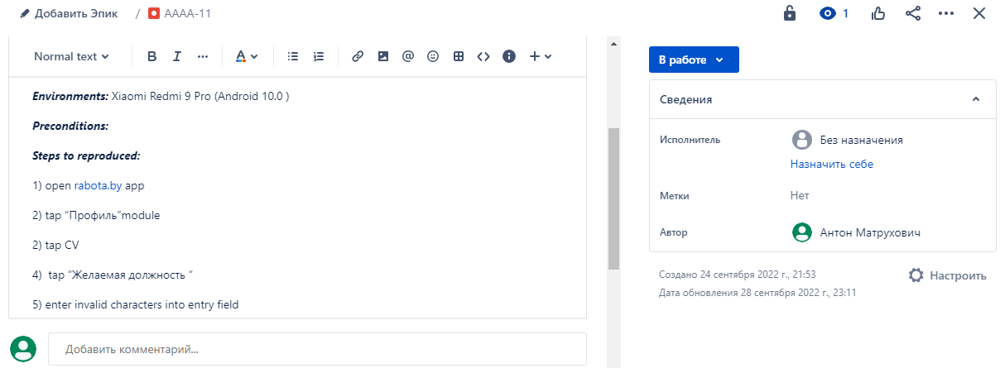 Добавить Эпик / AAAA-11
1
Normal text
B I ... A @
Environments: Xiaomi Redmi 9 Pro (Android 10.0 )
Preconditions:
Steps to reproduced:
1) open rabota.by app
2) tap “Профиль”module
2) tap CV
4) tap “Желаемая должность “
5) enter invalid characters into entry field
Добавить комментарий...
В работе
Сведения
Исполнитель
Без назначения
Назначить себе
Метки
Нет
Автор
Антон Матрухович
Создано 24 сентября 2022 г., 21:53
Дата обновления 28 сентября 2022 г., 23:11
Настроить